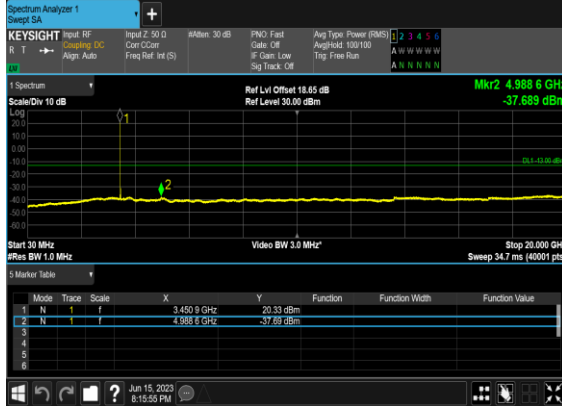 Spectrum Analyzer 1
Swept SA
+
KEYSIGHT Input: RF Input Z: 50 Ω #Atten: 30 dB PNO: Fast Avg Type: Power (RMS) 1 2 3 4 5 6
R T Coupling: DC Corr CCorr Gate: Off Avg|Hold: 100/100 A W W W W W
Align: Auto Freq Ref: Int (S) IF Gain: Low Trig: Free Run
Sig Track: Off A N N N N N
1 Spectrum Ref Lvl Offset 18.65 dB Mkr2 4.988 6 GHz
Scale/Div 10 dB Ref Level 30.00 dBm -37.689 dBm
Log
20.0
10.0
0.00
-10.0
-20.0
-30.0
-40.0
-50.0
-60.0
1
DL1 -13.00 dBm
2
Start 30 MHz Video BW 3.0 MHz* Stop 20.000 GH
#Res BW 1.0 MHz Sweep 34.7 ms (40001 pts
5 Marker Table
Mode Trace Scale X Y Function Function Width Function Value
1 N 1 f 3.450 9 GHz 20.33 dBm
2 N 1 f 4.988 6 GHz -37.69 dBm
3
4
5
6
? Jun 15, 2023
8:15:55 PM